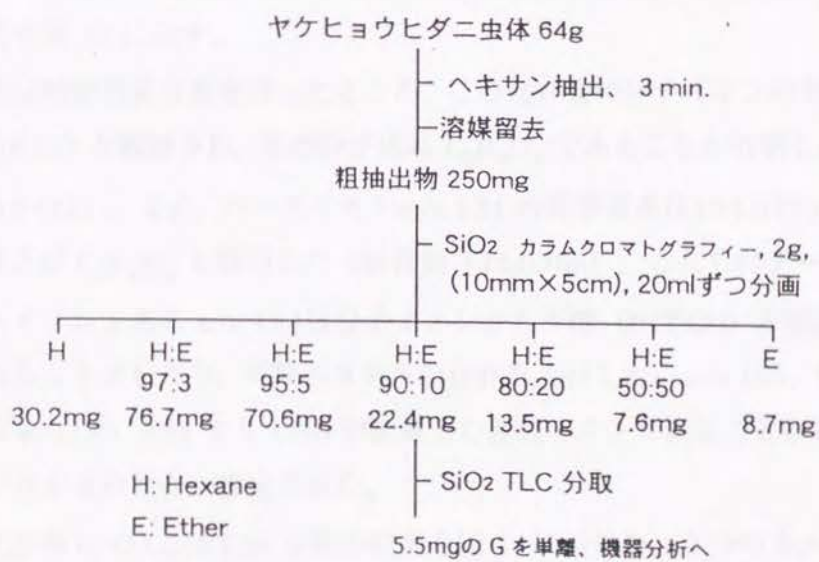 ヤケヒョウヒダニ虫体 64g
ヘキサン抽出、3 min.
溶媒留去
粗抽出物 250mg
SiO2 カラムクロマトグラフィー, 2g,
(10mm×5cm), 20mlずつ分画
H H:E H:E H:E H:E H:E E
97:3 95:5 90:10 80:20 50:50
30.2mg 76.7mg 70.6mg 22.4mg 13.5mg 7.6mg 8.7mg
H: Hexane
E: Ether
SiO2 TLC 分取
5.5mgの G を単離、機器分析へ